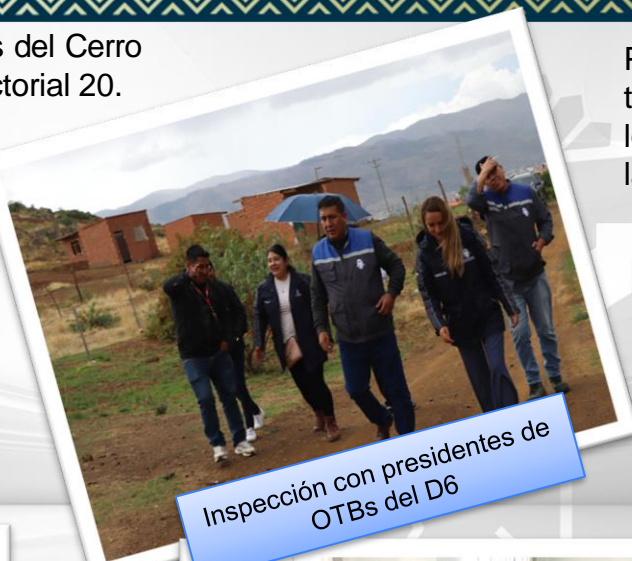 s del Cerro
ctorial 20.
Inspección con presidentes de
OTBs del D6